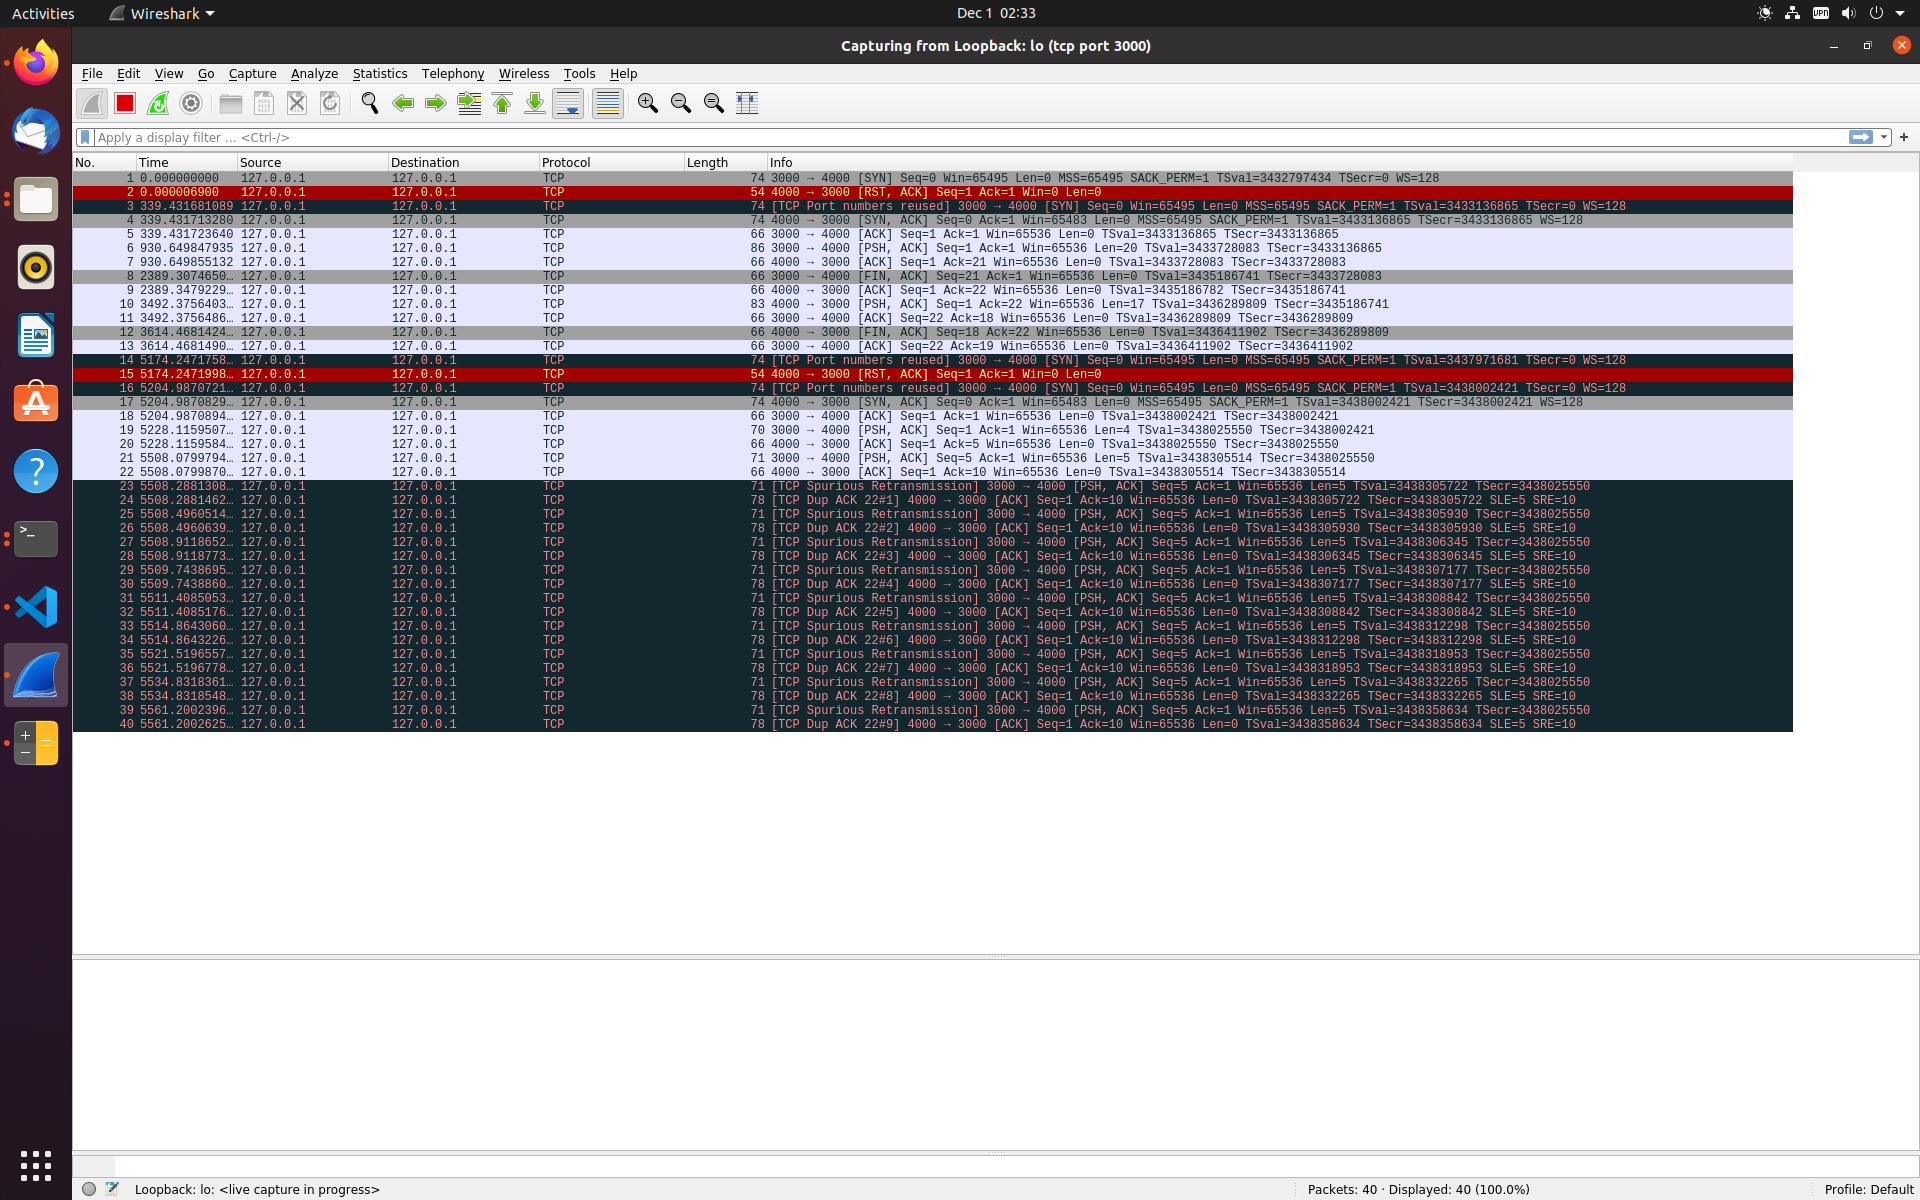 Activities Wireshark Dec 1 02:33
Capturing from Loopback: lo (tcp port 3000)
File Edit View Go Capture Analyze Statistics Telephony Wireless Tools Help
Apply a display filter … <Ctrl-/>
No. Time Source Destination Protocol Length Info
1 0.000000000 127.0.0.1 127.0.0.1 TCP 74 3000 → 4000 [SYN] Seq=0 Win=65495 Len=0 MSS=65495 SACK_PERM=1 TSval=3432797434 TSecr=0 WS=128
2 0.000006900 127.0.0.1 127.0.0.1 TCP 54 4000 → 3000 [RST, ACK] Seq=1 Ack=1 Win=0 Len=0
3 339.431681089 127.0.0.1 127.0.0.1 TCP 74 [TCP Port numbers reused] 3000 → 4000 [SYN] Seq=0 Win=65495 Len=0 MSS=65495 SACK_PERM=1 TSval=3433136865 TSecr=0 WS=128
4 339.431713280 127.0.0.1 127.0.0.1 TCP 74 4000 → 3000 [SYN, ACK] Seq=0 Ack=1 Win=65483 Len=0 MSS=65495 SACK_PERM=1 TSval=3433136865 TSecr=3433136865 WS=128
5 339.431723640 127.0.0.1 127.0.0.1 TCP 66 3000 → 4000 [ACK] Seq=1 Ack=1 Win=65536 Len=0 TSval=3433136865 TSecr=3433136865
6 930.649847935 127.0.0.1 127.0.0.1 TCP 86 3000 → 4000 [PSH, ACK] Seq=1 Ack=1 Win=65536 Len=20 TSval=3433728083 TSecr=3433136865
7 930.649855132 127.0.0.1 127.0.0.1 TCP 66 4000 → 3000 [ACK] Seq=1 Ack=21 Win=65536 Len=0 TSval=3433728083 TSecr=3433728083
8 2389.3074650… 127.0.0.1 127.0.0.1 TCP 66 3000 → 4000 [FIN, ACK] Seq=21 Ack=1 Win=65536 Len=0 TSval=3435186741 TSecr=3433728083
9 2389.3479229… 127.0.0.1 127.0.0.1 TCP 66 4000 → 3000 [ACK] Seq=1 Ack=22 Win=65536 Len=0 TSval=3435186782 TSecr=3435186741
10 3492.3756403… 127.0.0.1 127.0.0.1 TCP 83 4000 → 3000 [PSH, ACK] Seq=1 Ack=22 Win=65536 Len=17 TSval=3436289809 TSecr=3435186741
11 3492.3756486… 127.0.0.1 127.0.0.1 TCP 66 3000 → 4000 [ACK] Seq=22 Ack=18 Win=65536 Len=0 TSval=3436289809 TSecr=3436289809
12 3614.4681424… 127.0.0.1 127.0.0.1 TCP 66 4000 → 3000 [FIN, ACK] Seq=18 Ack=22 Win=65536 Len=0 TSval=3436411902 TSecr=3436289809
13 3614.4681490… 127.0.0.1 127.0.0.1 TCP 66 3000 → 4000 [ACK] Seq=22 Ack=19 Win=65536 Len=0 TSval=3436411902 TSecr=3436411902
14 5174.2471758… 127.0.0.1 127.0.0.1 TCP 74 [TCP Port numbers reused] 3000 → 4000 [SYN] Seq=0 Win=65495 Len=0 MSS=65495 SACK_PERM=1 TSval=3437971681 TSecr=0 WS=128
15 5174.2471998… 127.0.0.1 127.0.0.1 TCP 54 4000 → 3000 [RST, ACK] Seq=1 Ack=1 Win=0 Len=0
16 5204.9870721… 127.0.0.1 127.0.0.1 TCP 74 [TCP Port numbers reused] 3000 → 4000 [SYN] Seq=0 Win=65495 Len=0 MSS=65495 SACK_PERM=1 TSval=3438002421 TSecr=0 WS=128
17 5204.9870829… 127.0.0.1 127.0.0.1 TCP 74 4000 → 3000 [SYN, ACK] Seq=0 Ack=1 Win=65483 Len=0 MSS=65495 SACK_PERM=1 TSval=3438002421 TSecr=3438002421 WS=128
18 5204.9870894… 127.0.0.1 127.0.0.1 TCP 66 3000 → 4000 [ACK] Seq=1 Ack=1 Win=65536 Len=0 TSval=3438002421 TSecr=3438002421
19 5228.1159507… 127.0.0.1 127.0.0.1 TCP 70 3000 → 4000 [PSH, ACK] Seq=1 Ack=1 Win=65536 Len=4 TSval=3438025550 TSecr=3438002421
20 5228.1159584… 127.0.0.1 127.0.0.1 TCP 66 4000 → 3000 [ACK] Seq=1 Ack=5 Win=65536 Len=0 TSval=3438025550 TSecr=3438025550
21 5508.0799794… 127.0.0.1 127.0.0.1 TCP 71 3000 → 4000 [PSH, ACK] Seq=5 Ack=1 Win=65536 Len=5 TSval=3438305514 TSecr=3438025550
22 5508.0799870… 127.0.0.1 127.0.0.1 TCP 66 4000 → 3000 [ACK] Seq=1 Ack=10 Win=65536 Len=0 TSval=3438305514 TSecr=3438305514
23 5508.2881308… 127.0.0.1 127.0.0.1 TCP 71 [TCP Spurious Retransmission] 3000 → 4000 [PSH, ACK] Seq=5 Ack=1 Win=65536 Len=5 TSval=3438305722 TSecr=3438025550
24 5508.2881462… 127.0.0.1 127.0.0.1 TCP 78 [TCP Dup ACK 22#1] 4000 → 3000 [ACK] Seq=1 Ack=10 Win=65536 Len=0 TSval=3438305722 TSecr=3438305722 SLE=5 SRE=10
25 5508.4960514… 127.0.0.1 127.0.0.1 TCP 71 [TCP Spurious Retransmission] 3000 → 4000 [PSH, ACK] Seq=5 Ack=1 Win=65536 Len=5 TSval=3438305930 TSecr=3438025550
26 5508.4960639… 127.0.0.1 127.0.0.1 TCP 78 [TCP Dup ACK 22#2] 4000 → 3000 [ACK] Seq=1 Ack=10 Win=65536 Len=0 TSval=3438305930 TSecr=3438305930 SLE=5 SRE=10
27 5508.9118652… 127.0.0.1 127.0.0.1 TCP 71 [TCP Spurious Retransmission] 3000 → 4000 [PSH, ACK] Seq=5 Ack=1 Win=65536 Len=5 TSval=3438306345 TSecr=3438025550
28 5508.9118773… 127.0.0.1 127.0.0.1 TCP 78 [TCP Dup ACK 22#3] 4000 → 3000 [ACK] Seq=1 Ack=10 Win=65536 Len=0 TSval=3438306345 TSecr=3438306345 SLE=5 SRE=10
29 5509.7438695… 127.0.0.1 127.0.0.1 TCP 71 [TCP Spurious Retransmission] 3000 → 4000 [PSH, ACK] Seq=5 Ack=1 Win=65536 Len=5 TSval=3438307177 TSecr=3438025550
30 5509.7438860… 127.0.0.1 127.0.0.1 TCP 78 [TCP Dup ACK 22#4] 4000 → 3000 [ACK] Seq=1 Ack=10 Win=65536 Len=0 TSval=3438307177 TSecr=3438307177 SLE=5 SRE=10
31 5511.4085053… 127.0.0.1 127.0.0.1 TCP 71 [TCP Spurious Retransmission] 3000 → 4000 [PSH, ACK] Seq=5 Ack=1 Win=65536 Len=5 TSval=3438308842 TSecr=3438025550
32 5511.4085176… 127.0.0.1 127.0.0.1 TCP 78 [TCP Dup ACK 22#5] 4000 → 3000 [ACK] Seq=1 Ack=10 Win=65536 Len=0 TSval=3438308842 TSecr=3438308842 SLE=5 SRE=10
33 5514.8643060… 127.0.0.1 127.0.0.1 TCP 71 [TCP Spurious Retransmission] 3000 → 4000 [PSH, ACK] Seq=5 Ack=1 Win=65536 Len=5 TSval=3438312298 TSecr=3438025550
34 5514.8643226… 127.0.0.1 127.0.0.1 TCP 78 [TCP Dup ACK 22#6] 4000 → 3000 [ACK] Seq=1 Ack=10 Win=65536 Len=0 TSval=3438312298 TSecr=3438312298 SLE=5 SRE=10
35 5521.5196557… 127.0.0.1 127.0.0.1 TCP 71 [TCP Spurious Retransmission] 3000 → 4000 [PSH, ACK] Seq=5 Ack=1 Win=65536 Len=5 TSval=3438318953 TSecr=3438025550
36 5521.5196778… 127.0.0.1 127.0.0.1 TCP 78 [TCP Dup ACK 22#7] 4000 → 3000 [ACK] Seq=1 Ack=10 Win=65536 Len=0 TSval=3438318953 TSecr=3438318953 SLE=5 SRE=10
37 5534.8318361… 127.0.0.1 127.0.0.1 TCP 71 [TCP Spurious Retransmission] 3000 → 4000 [PSH, ACK] Seq=5 Ack=1 Win=65536 Len=5 TSval=3438332265 TSecr=3438025550
38 5534.8318548… 127.0.0.1 127.0.0.1 TCP 78 [TCP Dup ACK 22#8] 4000 → 3000 [ACK] Seq=1 Ack=10 Win=65536 Len=0 TSval=3438332265 TSecr=3438332265 SLE=5 SRE=10
39 5561.2002396… 127.0.0.1 127.0.0.1 TCP 71 [TCP Spurious Retransmission] 3000 → 4000 [PSH, ACK] Seq=5 Ack=1 Win=65536 Len=5 TSval=3438358634 TSecr=3438025550
40 5561.2002625… 127.0.0.1 127.0.0.1 TCP 78 [TCP Dup ACK 22#9] 4000 → 3000 [ACK] Seq=1 Ack=10 Win=65536 Len=0 TSval=3438358634 TSecr=3438358634 SLE=5 SRE=10
Loopback: lo: <live capture in progress> Packets: 40 · Displayed: 40 (100.0%) Profile: Default